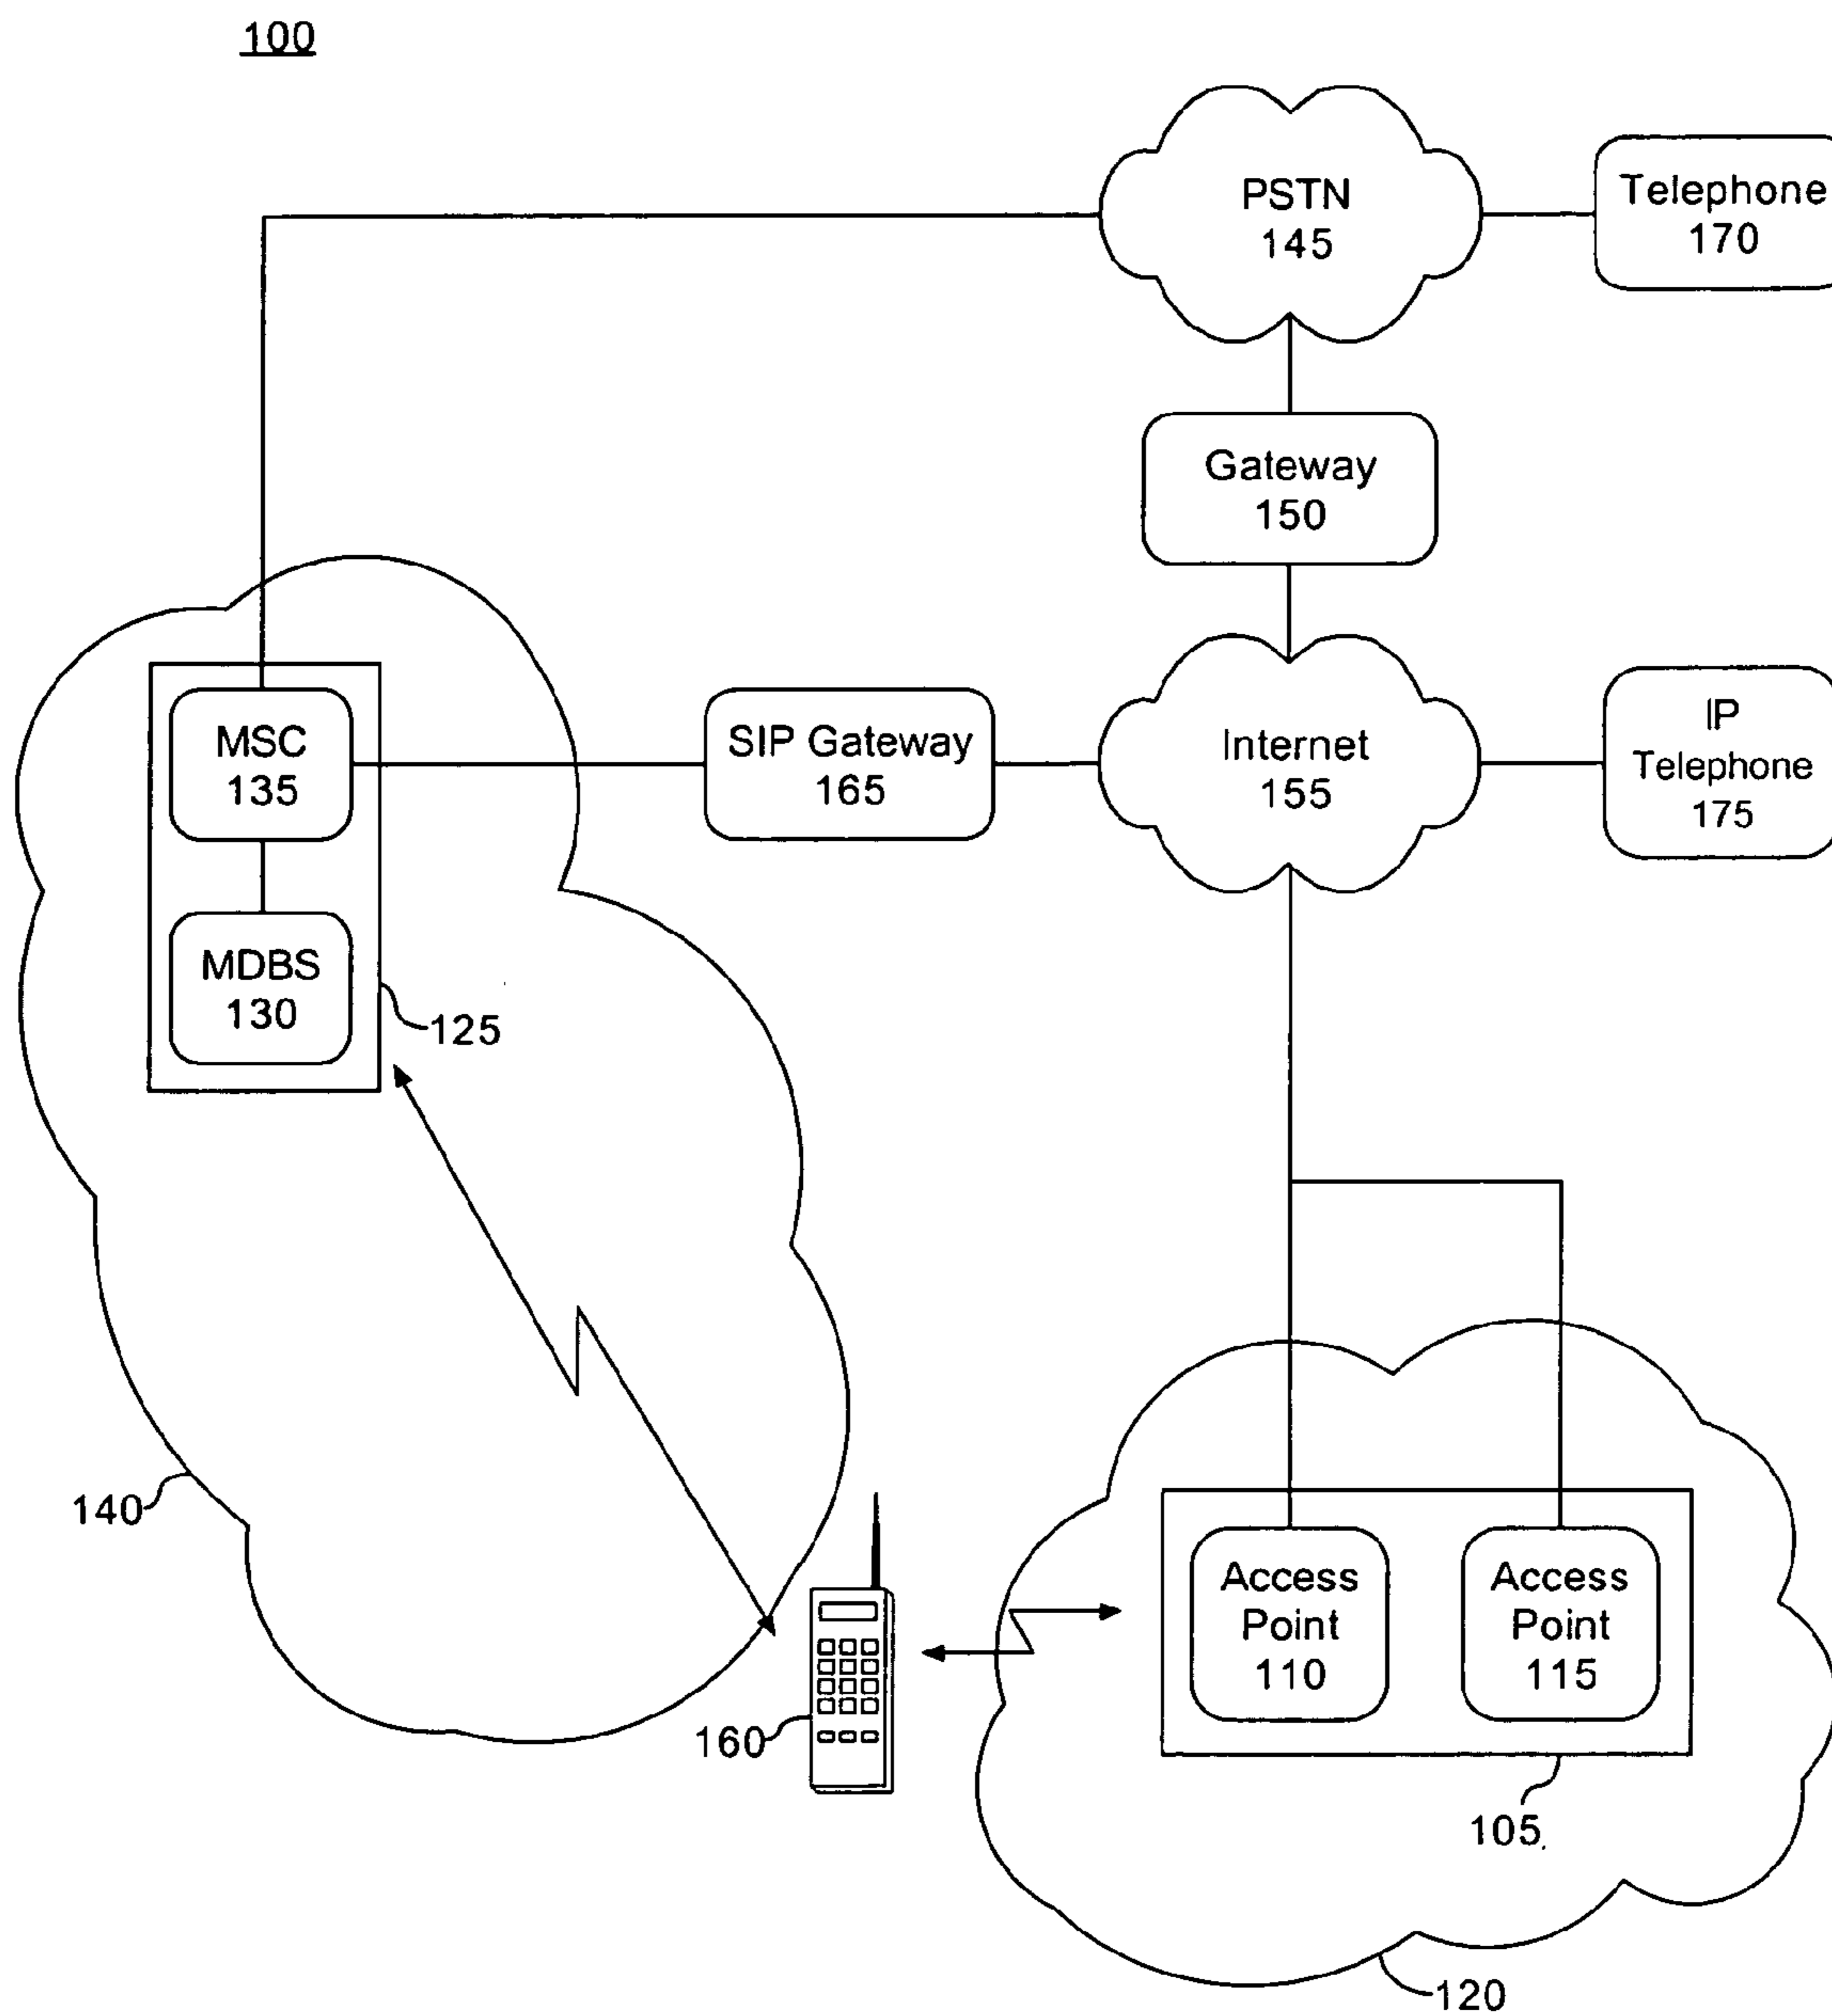 100
PSTN
145
Telephone
170
Gateway
150
MSC
135
SIP Gateway
165
Internet
155
IP
Telephone
175
MDBS
130
125
140
160
Access
Point
110
Access
Point
115
105
120